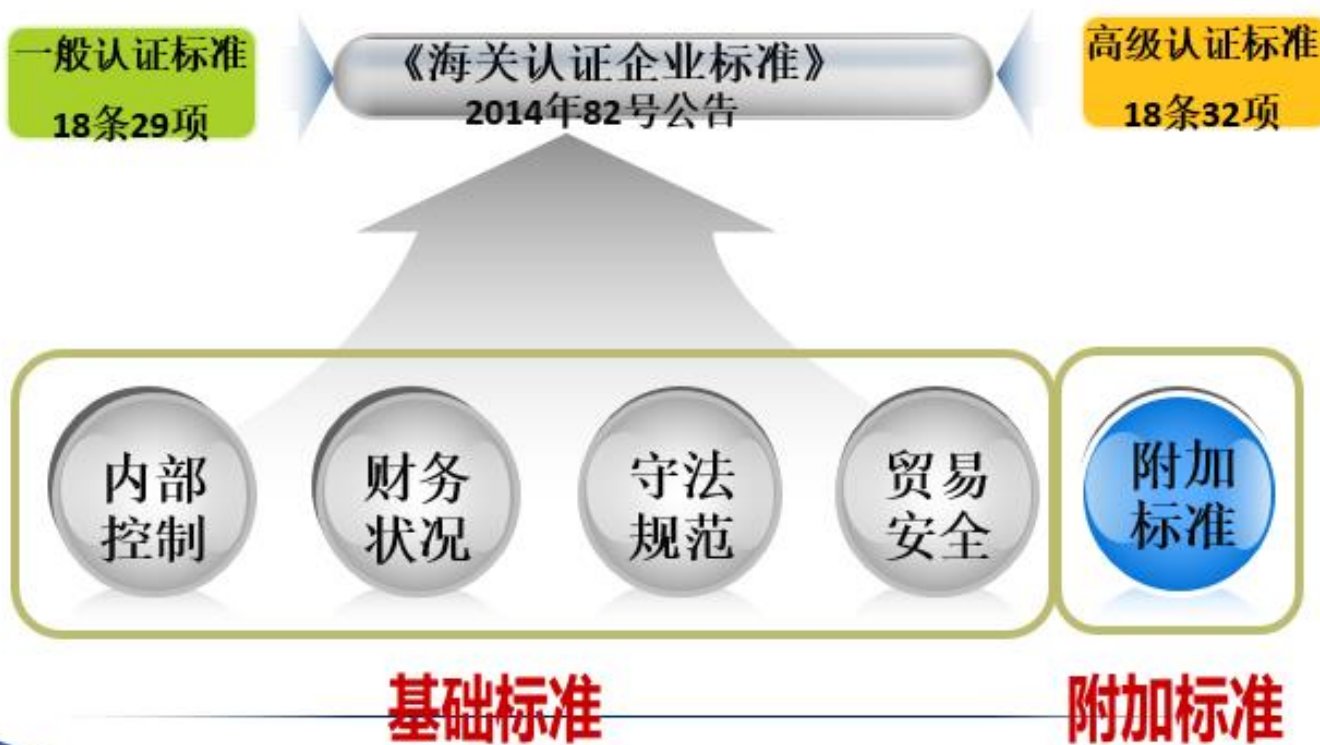 一般认证标准
18条29项
《海关认证企业标准》
2014年82号公告
高级认证标准
18条32项
内部
控制
财务
状况
守法
规范
贸易
安全
附加
标准
基础标准
附加标准